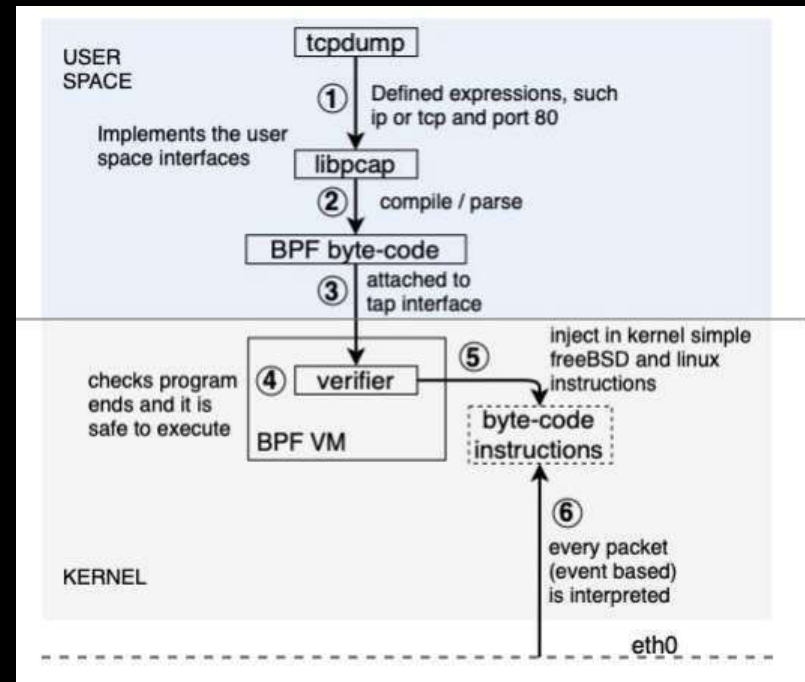 USER
SPACE
tcpdump
①
Defined expressions, such
ip or tcp and port 80
Implements the user
space interfaces
libpcap
②
compile / parse
BPF byte-code
③
attached to
tap interface
inject in kernel simple
freeBSD and linux
instructions
⑤
checks program
ends and it is
safe to execute
④
verifier
BPF VM
byte-code
instructions
⑥
every packet
(event based)
is interpreted
KERNEL
eth0